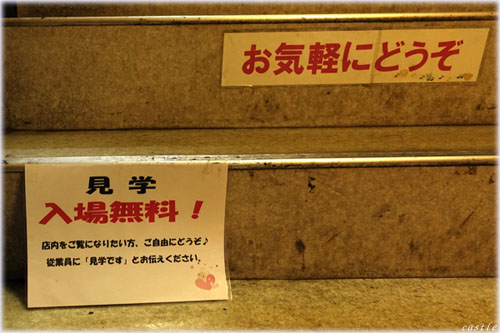 お気軽にどうぞ
見学
入場無料！
店内をご覧になりたい方、ご自由にどうぞ♪
従業員に「見学です」とお伝えください。
castle